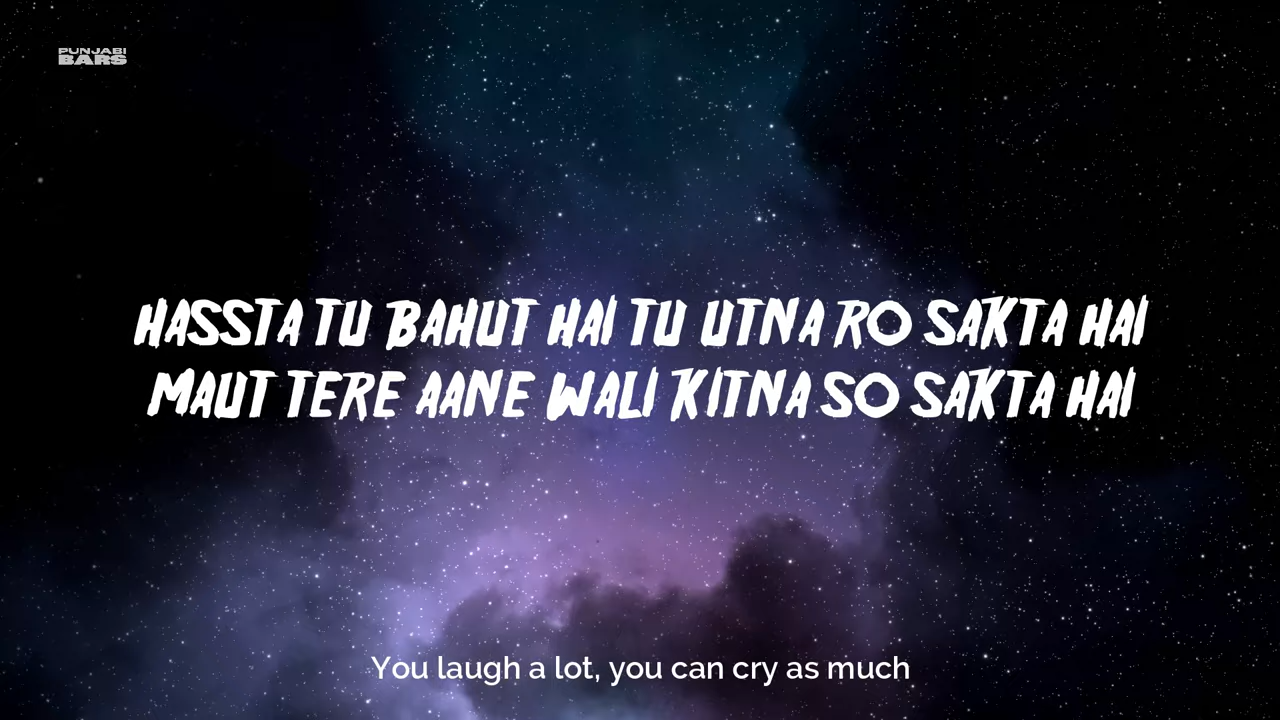 PUNJABI
BARS
HASSTA TU BAHUT HAI TU UTNA RO SAKTA HAI
MAUT TERE AANE WALI KITNA SO SAKTA HAI
You laugh a lot, you can cry as much